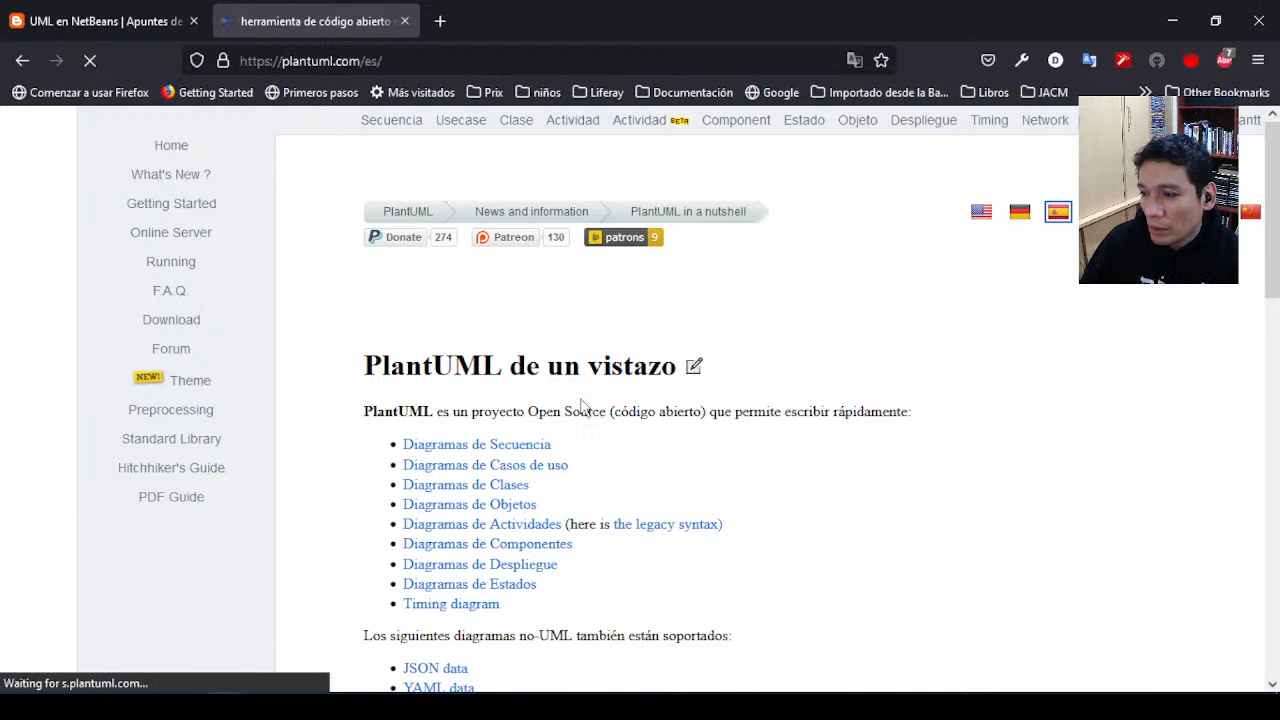 UML en NetBeans | Apuntes de
herramienta de código abierto
https://plantuml.com/es/
7
Comenzar a usar Firefox
Getting Started
Primeros pasos
Más visitados
Prix
niños
Liferay
Documentación
Google
Importado desde la Ba...
Libros
JACM
Other Bookmarks
Secuencia
Usecase
Clase
Actividad
Actividad BETA
Component
Estado
Objeto
Despliegue
Timing
Network
antt
Home
What's New ?
Getting Started
Online Server
Running
F.A.Q.
Download
Forum
NEW! Theme
Preprocessing
Standard Library
Hitchhiker's Guide
PDF Guide
PlantUML
News and information
PlantUML in a nutshell
Donate 274
Patreon 130
patrons 9
PlantUML de un vistazo
PlantUML es un proyecto Open Source (código abierto) que permite escribir rápidamente:
Diagramas de Secuencia
Diagramas de Casos de uso
Diagramas de Clases
Diagramas de Objetos
Diagramas de Actividades (here is the legacy syntax)
Diagramas de Componentes
Diagramas de Despliegue
Diagramas de Estados
Timing diagram
Los siguientes diagramas no-UML también están soportados:
JSON data
YAML data
Waiting for s.plantuml.com...